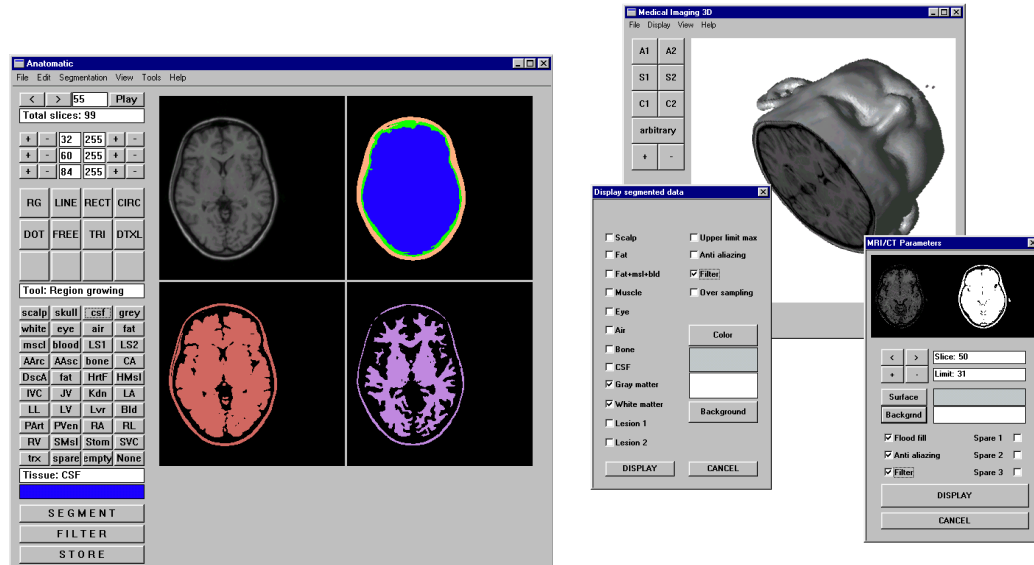 Anatomatic
File Edit Segmentation View Tools Help
< > 55 Play
Total slices: 99
+ - 32 255 + -
+ - 60 255 + -
+ - 84 255 + -
RG LINE RECT CIRC
DOT FREE TRI DTXL
Tool: Region growing
scalp skull csf grey
white eye air fat
mscl blood LS1 LS2
AArc AAsc bone CA
DscA fat HrtF HMsl
IVC JV Kdn LA
LL LV Lvr Bld
PArt PVen RA RL
RV SMsl Stom SVC
trx spare empty None
Tissue: CSF
SEGMENT
FILTER
STORE
Medical Imaging 3D
File Display View Help
A1 A2
S1 S2
C1 C2
arbitrary
+ -
Display segmented data
Scalp
Fat
Fat+msl+bld
Muscle
Eye
Air
Bone
CSF
Gray matter
White matter
Lesion 1
Lesion 2
Upper limit max
Anti aliazing
Filter
Over sampling
Color
Background
DISPLAY CANCEL
MRI/CT Parameters
< > Slice: 50
+ - Limit: 31
Surface
Backgrnd
Flood fill Spare 1
Anti aliazing Spare 2
Filter Spare 3
DISPLAY
CANCEL